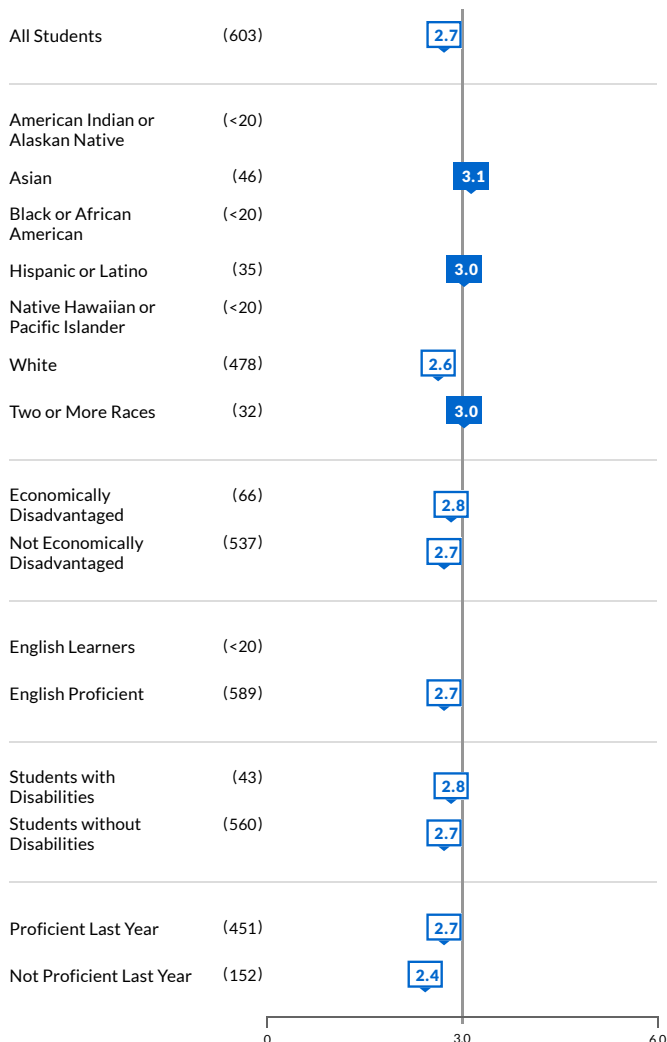 All Students (603) 2.7
American Indian or (<20)
Alaskan Native
Asian (46) 3.1
Black or African (<20)
American
Hispanic or Latino (35) 3.0
Native Hawaiian or (<20)
Pacific Islander
White (478) 2.6
Two or More Races (32) 3.0
Economically (66) 2.8
Disadvantaged
Not Economically (537) 2.7
Disadvantaged
English Learners (<20)
English Proficient (589) 2.7
Students with (43) 2.8
Disabilities
Students without (560) 2.7
Disabilities
Proficient Last Year (451) 2.7
Not Proficient Last Year (152) 2.4
0 3.0 6.0